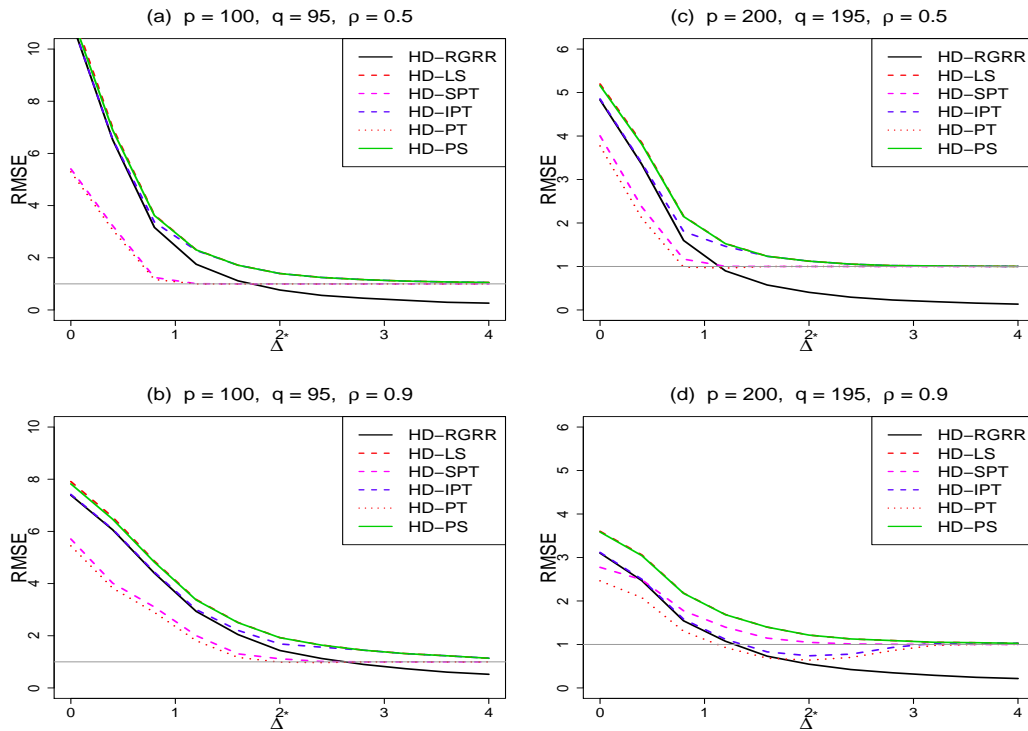 (a) p = 100, q = 95, ρ = 0.5
RMSE
0 2 4 6 8 10
0 1 2 3 4
Δ*
HD−RGRR
HD−LS
HD−SPT
HD−IPT
HD−PT
HD−PS
(c) p = 200, q = 195, ρ = 0.5
RMSE
0 1 2 3 4 5 6
0 1 2 3 4
Δ*
HD−RGRR
HD−LS
HD−SPT
HD−IPT
HD−PT
HD−PS
(b) p = 100, q = 95, ρ = 0.9
RMSE
0 2 4 6 8 10
0 1 2 3 4
Δ*
HD−RGRR
HD−LS
HD−SPT
HD−IPT
HD−PT
HD−PS
(d) p = 200, q = 195, ρ = 0.9
RMSE
0 1 2 3 4 5 6
0 1 2 3 4
Δ*
HD−RGRR
HD−LS
HD−SPT
HD−IPT
HD−PT
HD−PS